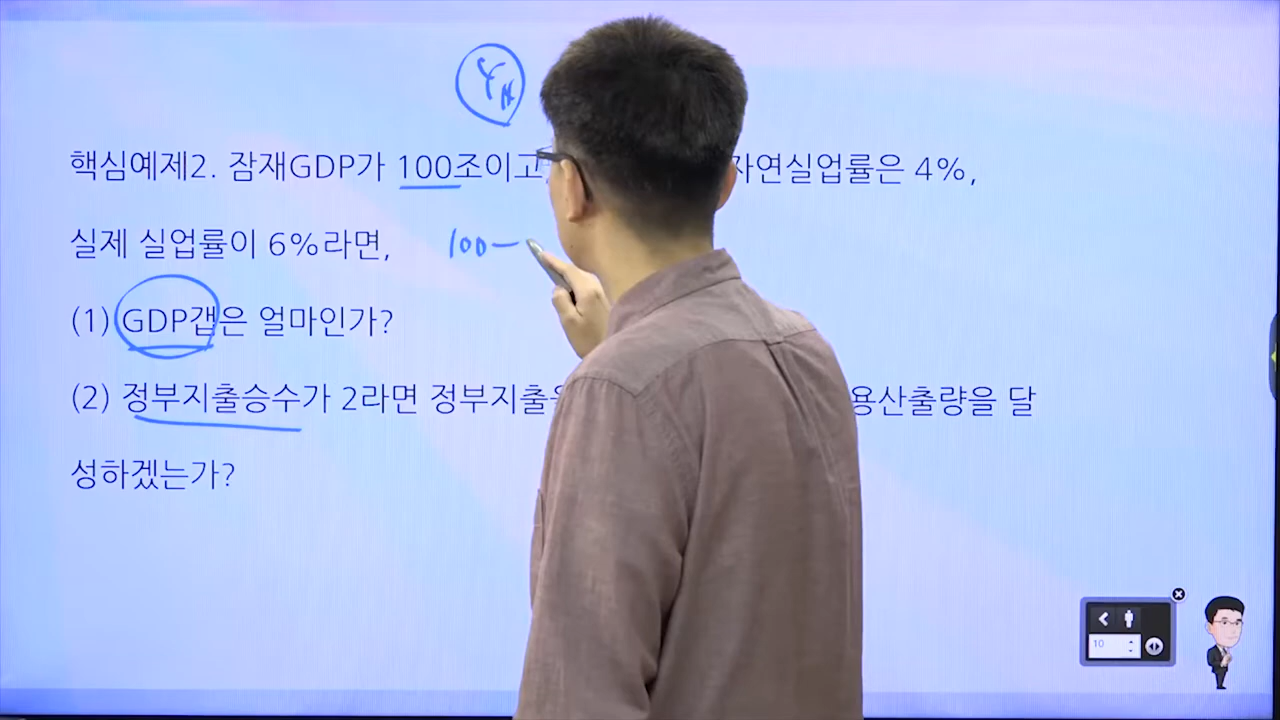 Y_N
핵심예제2. 잠재GDP가 100조이고, 자연실업률은 4%,
실제 실업률이 6%라면, 100-
(1) GDP갭은 얼마인가?
(2) 정부지출승수가 2라면 정부지출을 용산출량을 달
성하겠는가?
10